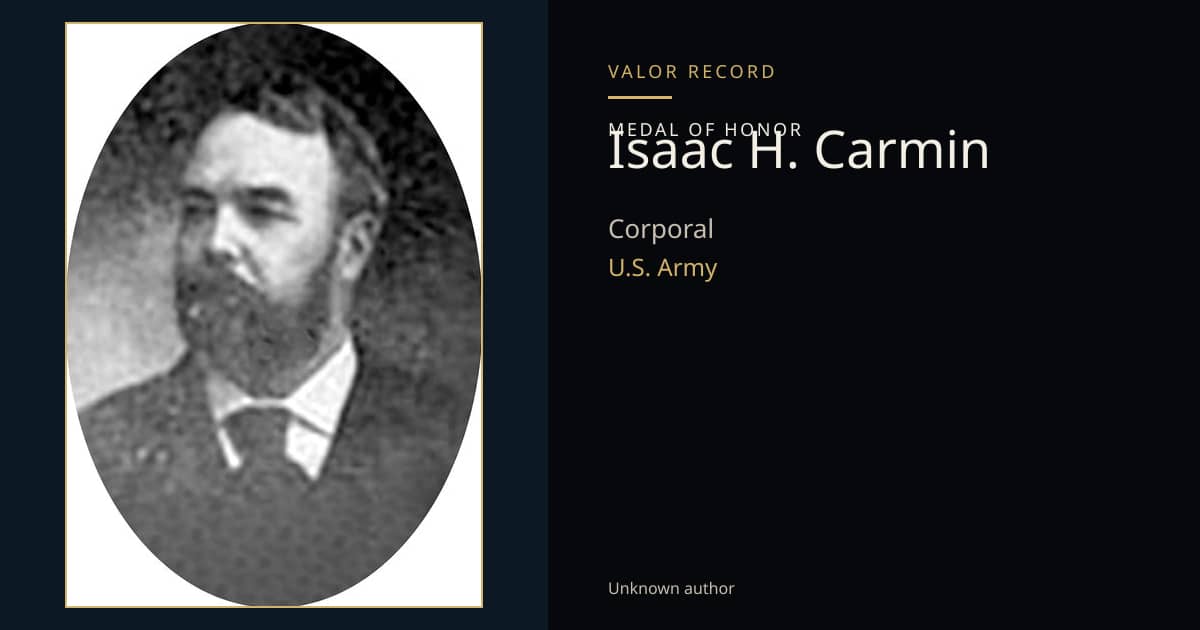 VALOR RECORD
MEDAL OF HONOR
Isaac H. Carmin
Corporal
U.S. Army
Unknown author